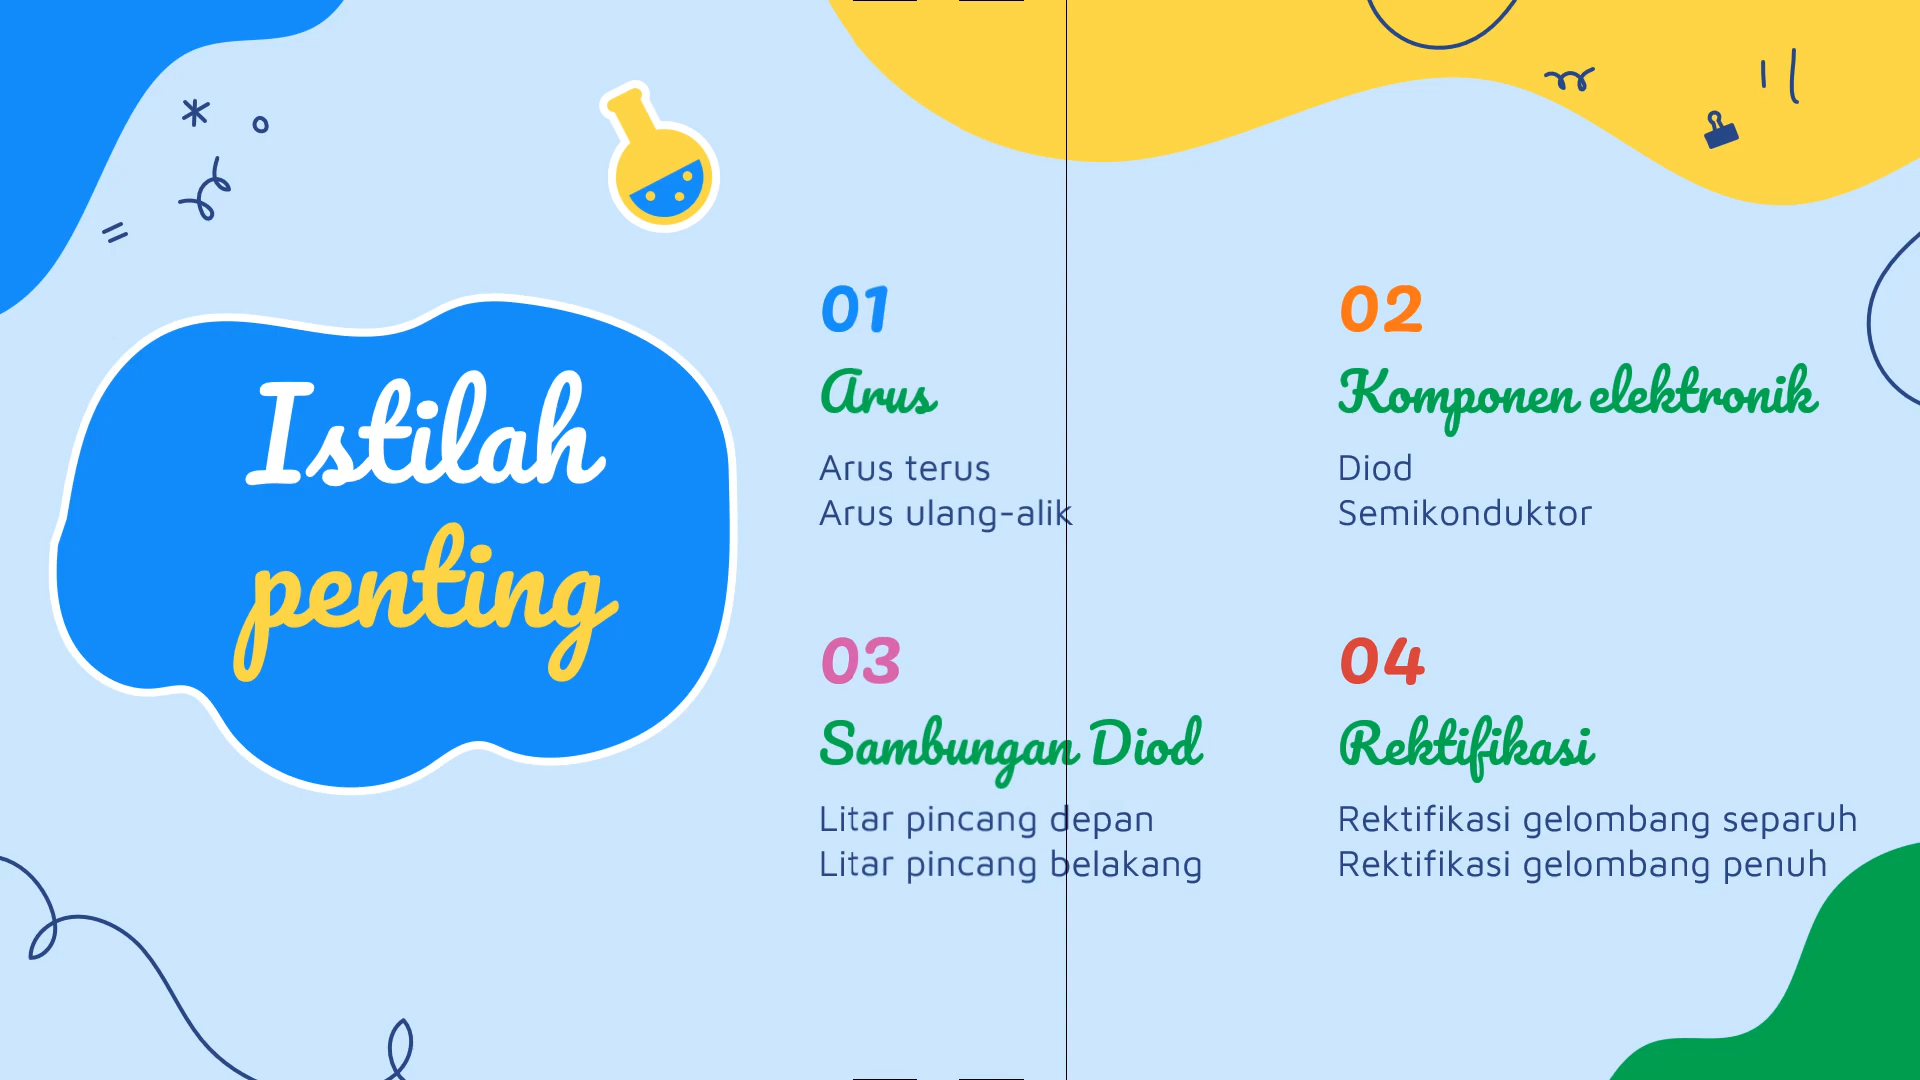 Istilah
penting
01
Arus
Arus terus
Arus ulang-alik
02
Komponen elektronik
Diod
Semikonduktor
03
Sambungan Diod
Litar pincang depan
Litar pincang belakang
04
Rektifikasi
Rektifikasi gelombang separuh
Rektifikasi gelombang penuh